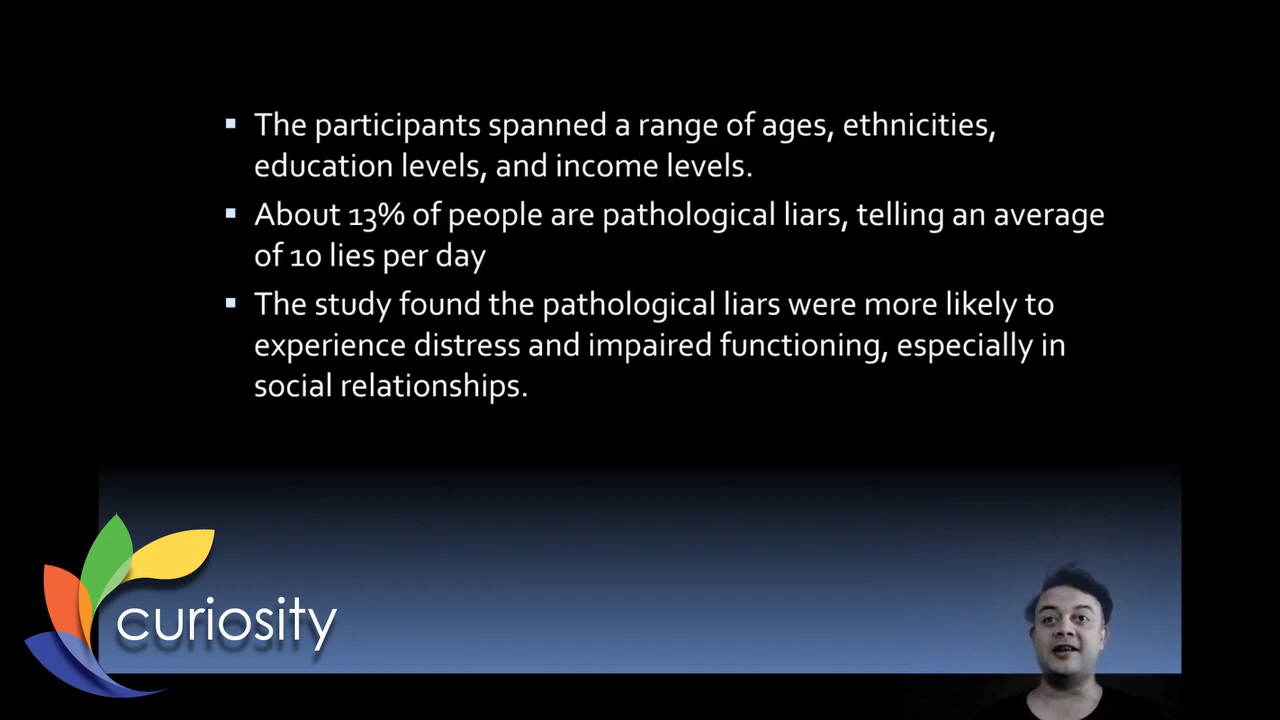 ▪ The participants spanned a range of ages, ethnicities,
education levels, and income levels.
▪ About 13% of people are pathological liars, telling an average
of 10 lies per day
▪ The study found the pathological liars were more likely to
experience distress and impaired functioning, especially in
social relationships.
curiosity